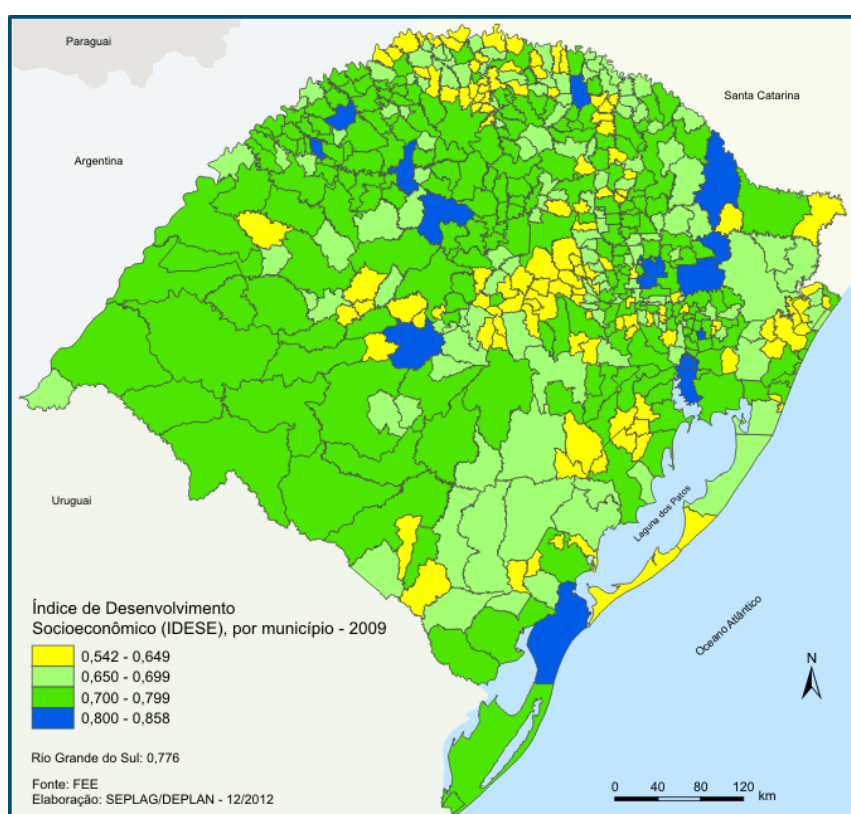 Paraguai
Santa Catarina
Argentina
Uruguai
Laguna dos Patos
Oceano Atlântico
N
Índice de Desenvolvimento
Socioeconômico (IDESE), por município - 2009
0,542 - 0,649
0,650 - 0,699
0,700 - 0,799
0,800 - 0,858
Rio Grande do Sul: 0,776
Fonte: FEE
Elaboração: SEPLAG/DEPLAN - 12/2012
0 40 80 120
km